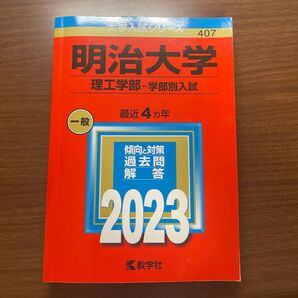 大学入試シリーズ
407
明治大学
理工学部-学部別入試
最近4カ年
一般
傾向と対策
過去問
解答
2023
教学社